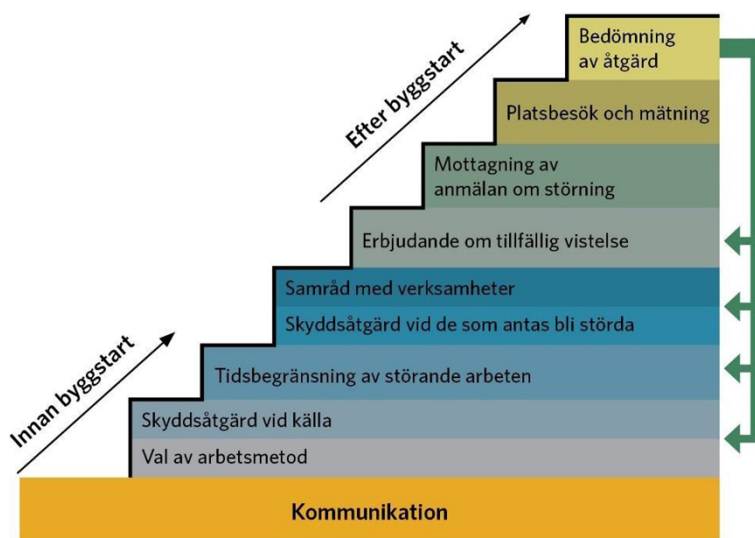 Bedömning
av åtgärd
Efter byggstart
Platsbesök och mätning
Mottagning av
anmälan om störning
Erbjudande om tillfällig vistelse
Samråd med verksamheter
Skyddsåtgärd vid de som antas bli störda
Innan byggstart
Tidsbegränsning av störande arbeten
Skyddsåtgärd vid källa
Val av arbetsmetod
Kommunikation